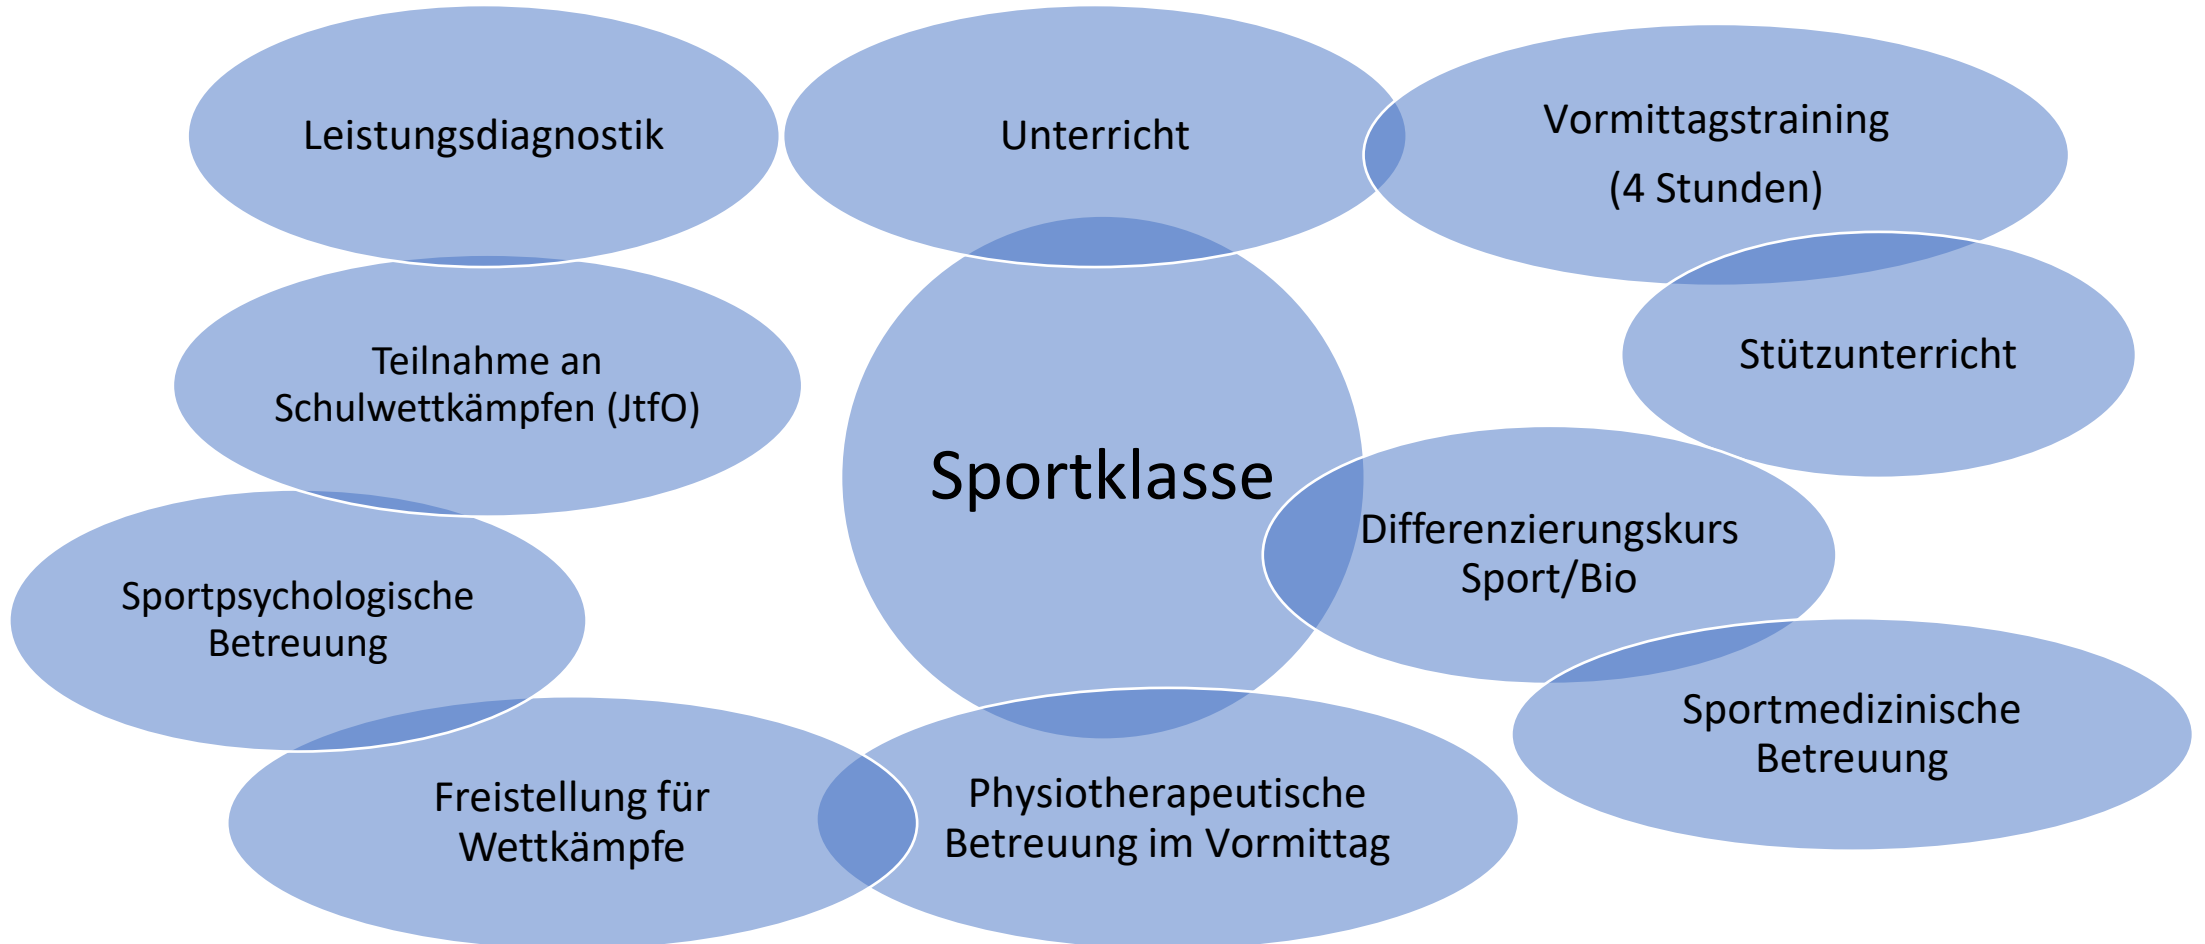 Leistungsdiagnostik
Unterricht
Vormittagstraining
(4 Stunden)
Teilnahme an
Schulwettkämpfen (JtfO)
Stützunterricht
Sportklasse
Differenzierungskurs
Sport/Bio
Sportpsychologische
Betreuung
Sportmedizinische
Betreuung
Freistellung für
Wettkämpfe
Physiotherapeutische
Betreuung im Vormittag